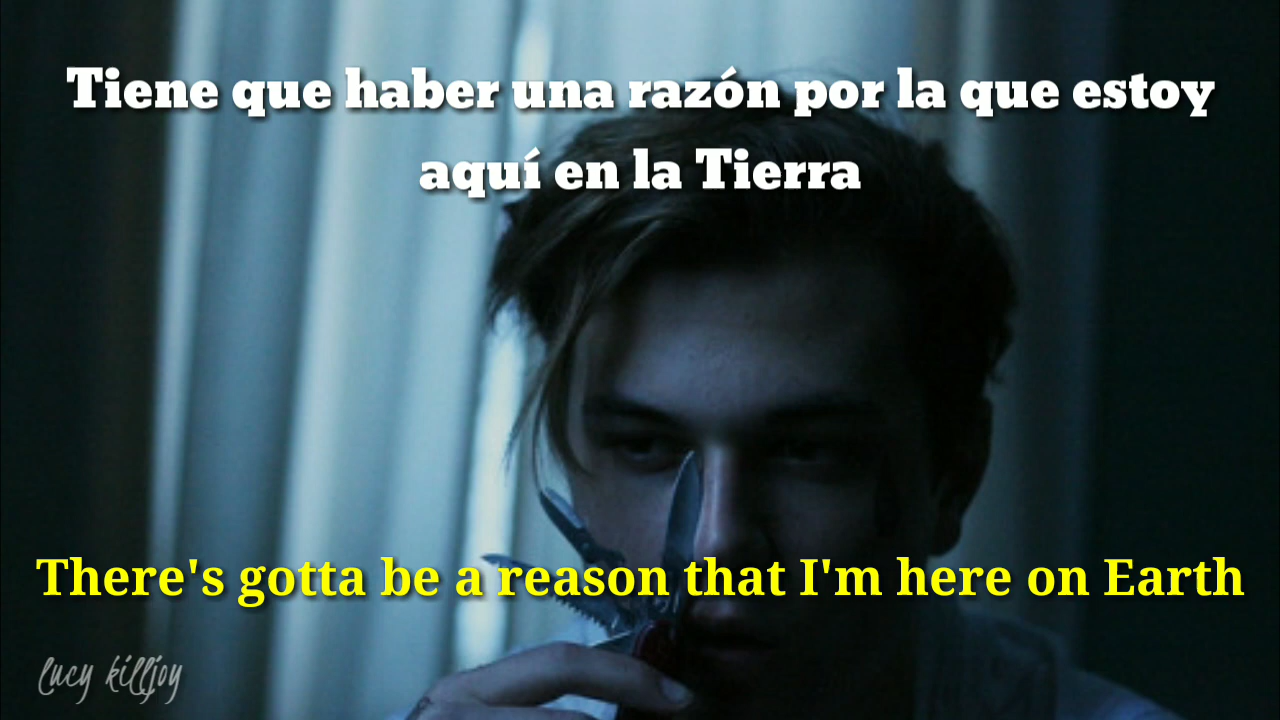 Tiene que haber una razón por la que estoy
aquí en la Tierra
There's gotta be a reason that I'm here on Earth
lucy killjoy